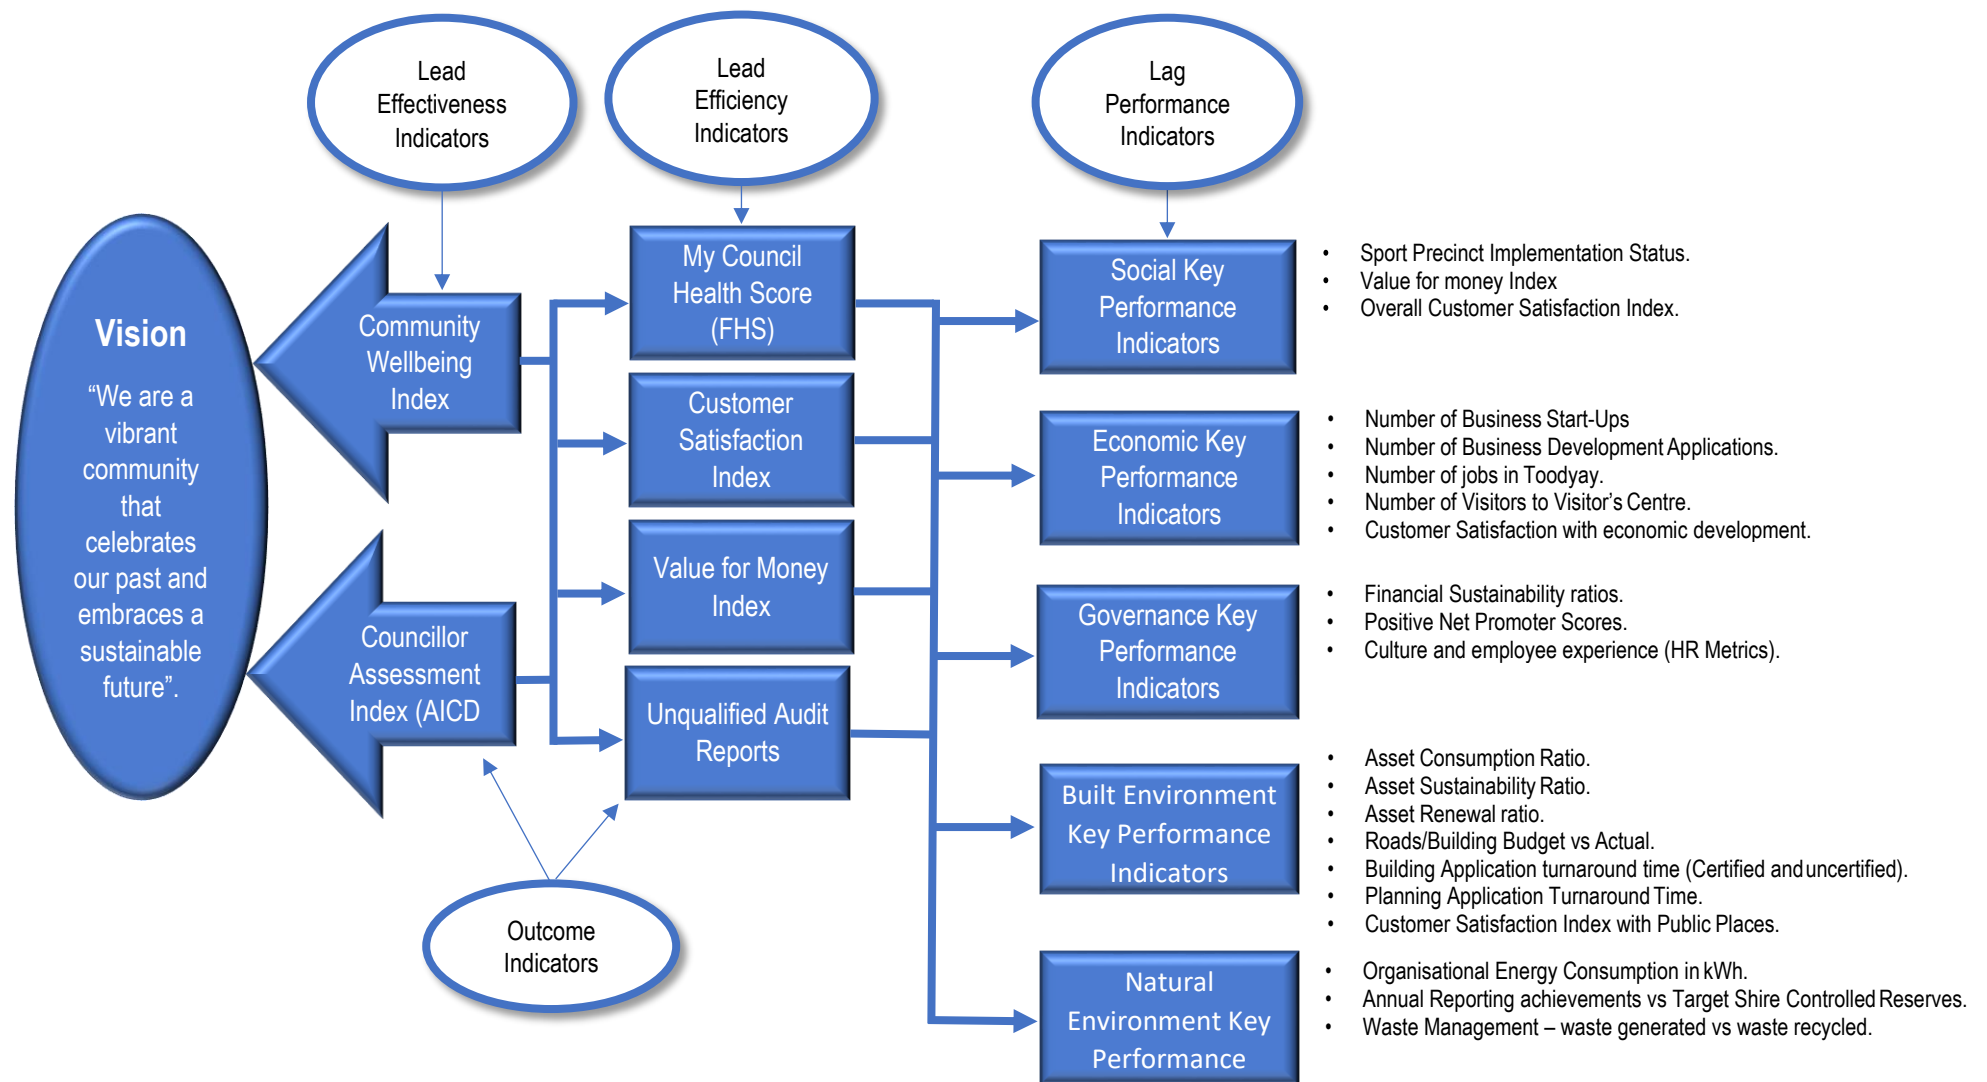 Lead
Effectiveness
Indicators
Lead
Efficiency
Indicators
Lag
Performance
Indicators
Vision
“We are a
vibrant
community
that
celebrates
our past and
embraces a
sustainable
future”.
Community
Wellbeing
Index
Councillor
Assessment
Index (AICD
My Council
Health Score
(FHS)
Customer
Satisfaction
Index
Value for Money
Index
Unqualified Audit
Reports
Outcome
Indicators
Social Key
Performance
Indicators
• Sport Precinct Implementation Status.
• Value for money Index
• Overall Customer Satisfaction Index.
Economic Key
Performance
Indicators
• Number of Business Start-Ups
• Number of Business Development Applications.
• Number of jobs in Toodyay.
• Number of Visitors to Visitor’s Centre.
• Customer Satisfaction with economic development.
Governance Key
Performance
Indicators
• Financial Sustainability ratios.
• Positive Net Promoter Scores.
• Culture and employee experience (HR Metrics).
Built Environment
Key Performance
Indicators
• Asset Consumption Ratio.
• Asset Sustainability Ratio.
• Asset Renewal ratio.
• Roads/Building Budget vs Actual.
• Building Application turnaround time (Certified and uncertified).
• Planning Application Turnaround Time.
• Customer Satisfaction Index with Public Places.
Natural
Environment Key
Performance
• Organisational Energy Consumption in kWh.
• Annual Reporting achievements vs Target Shire Controlled Reserves.
• Waste Management – waste generated vs waste recycled.